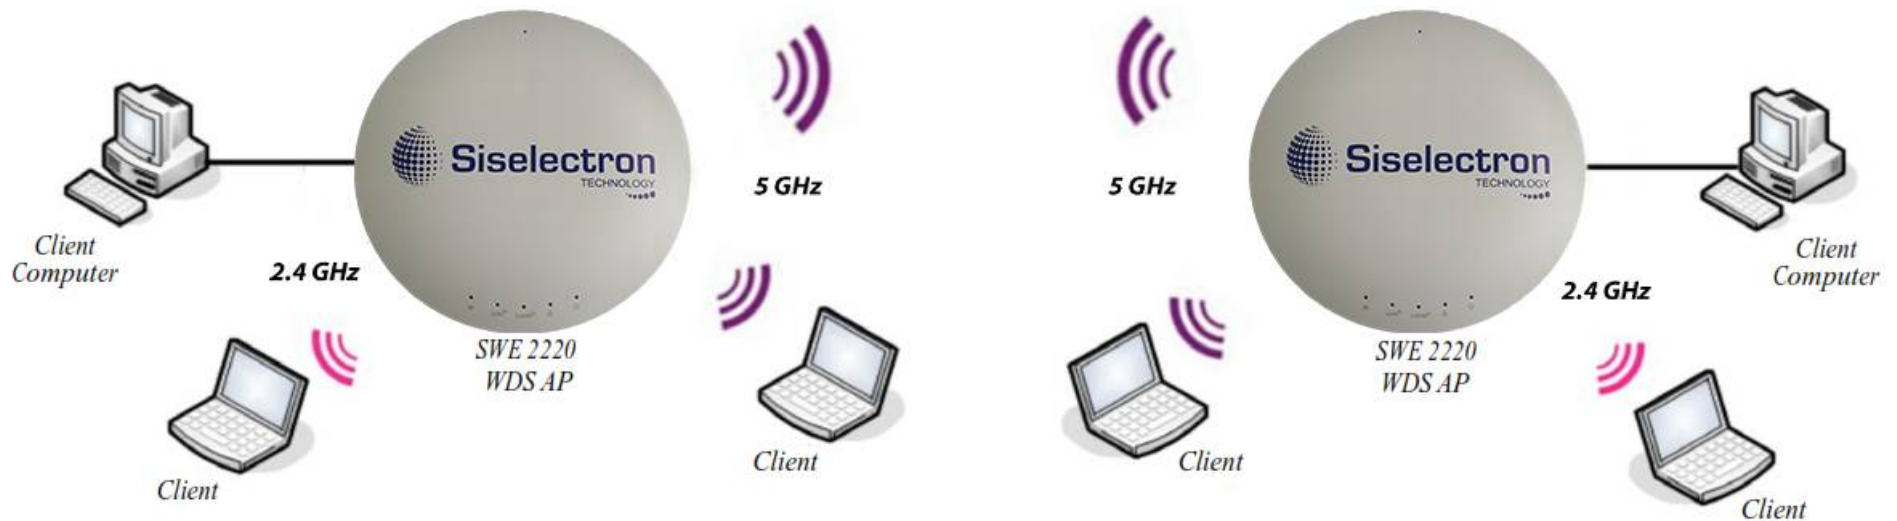 Siselectron
TECHNOLOGY
5 GHz
Client
Computer
2.4 GHz
SWE 2220
WDS AP
Client
Client
5 GHz
Siselectron
TECHNOLOGY
Client
Computer
2.4 GHz
SWE 2220
WDS AP
Client
Client